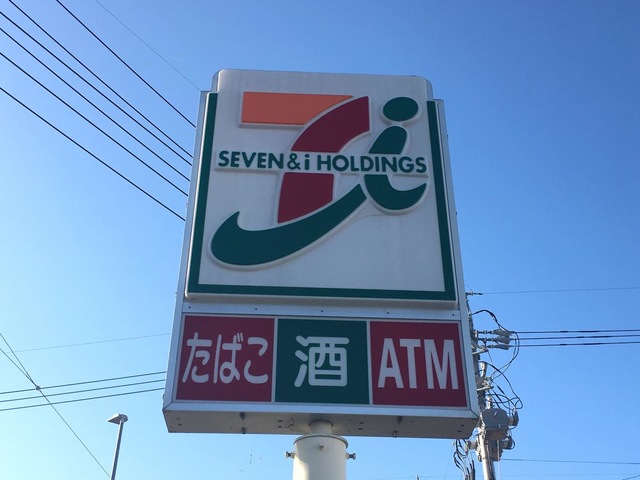 SEVEN&i HOLDINGS
たばこ 酒 ATM